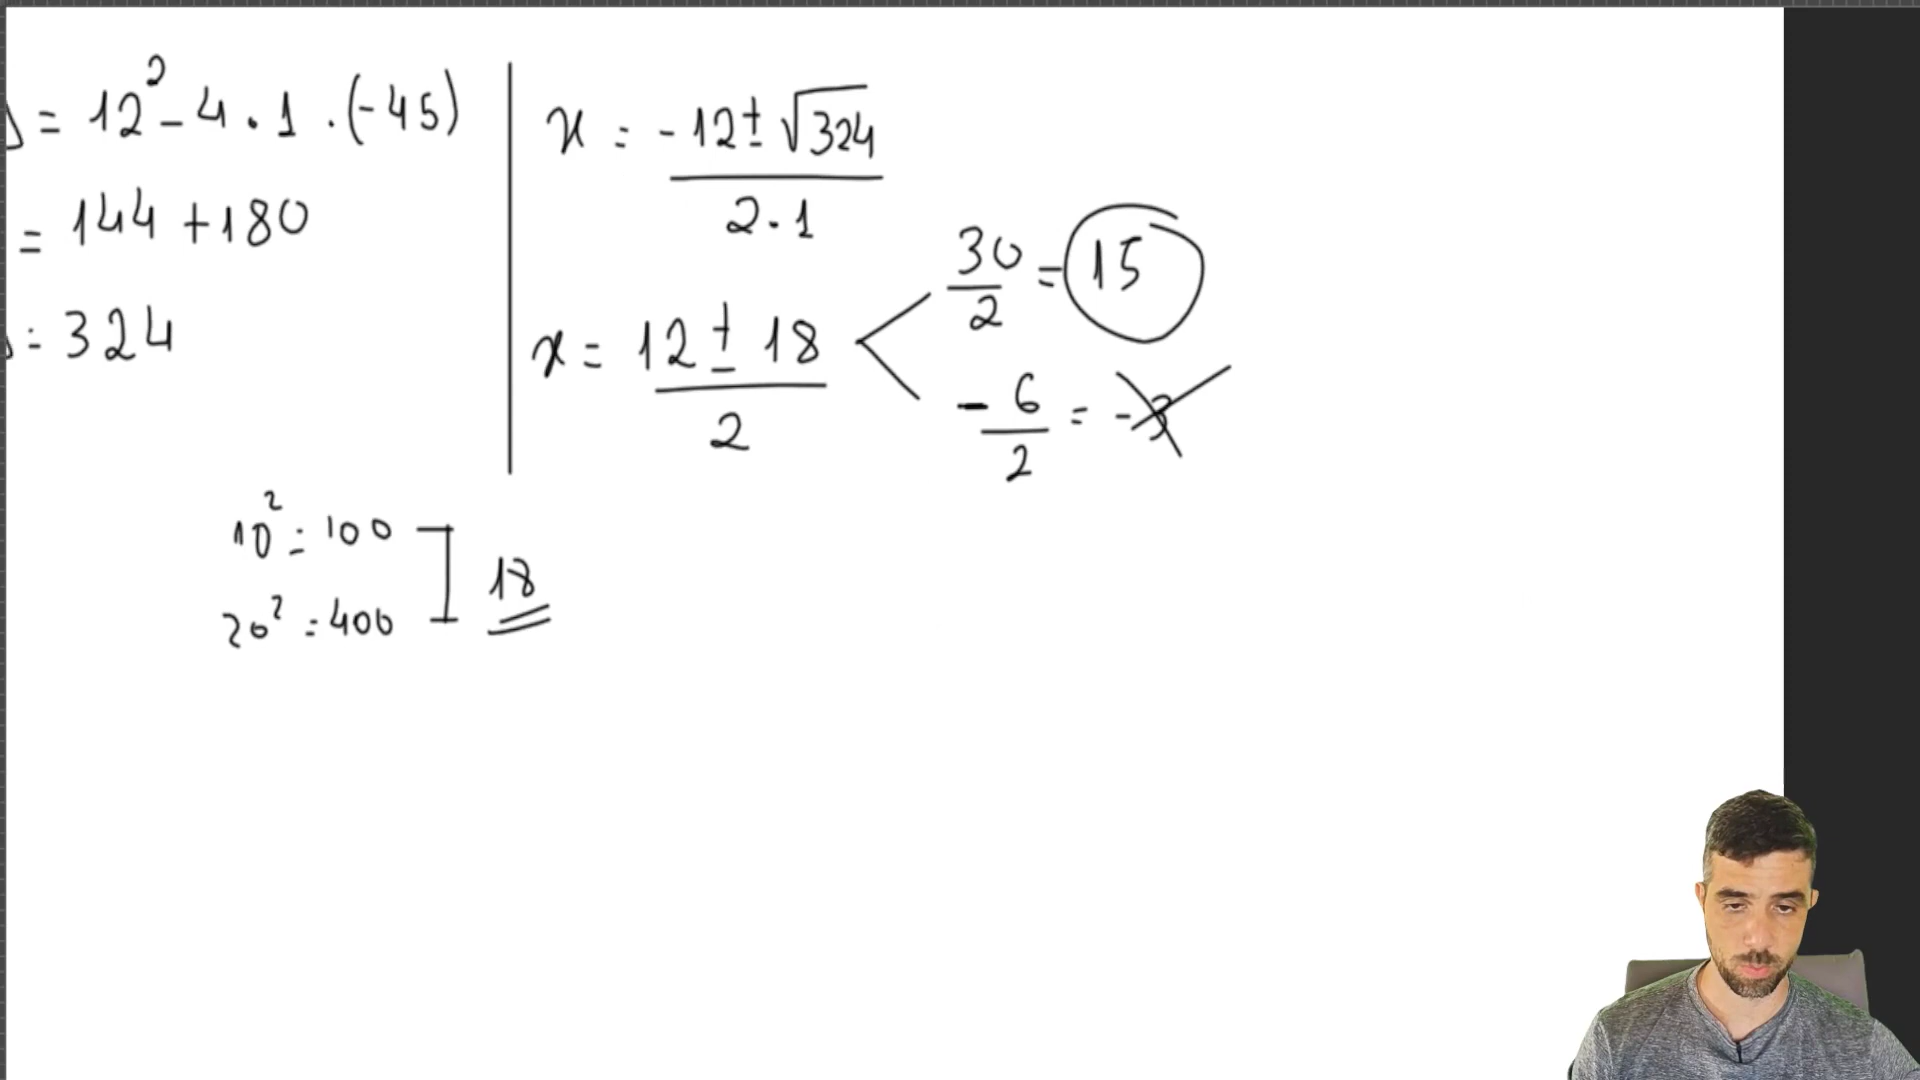 Δ = 12² - 4 . 1 . (-45)
= 144 + 180
Δ = 324
x = -12 ± √324 / 2 . 1
x = 12 ± 18 / 2
30/2 = 15
-6/2 = -3
10² = 100
20² = 400
18